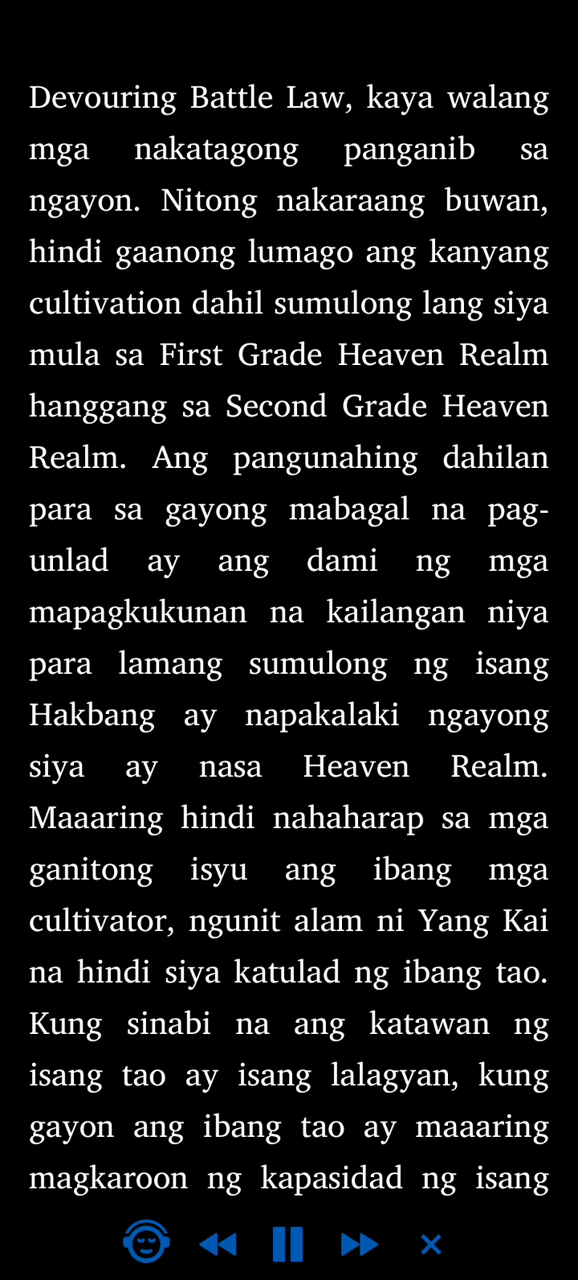 Devouring Battle Law, kaya walang
mga nakatagong panganib sa
ngayon. Nitong nakaraang buwan,
hindi gaanong lumago ang kanyang
cultivation dahil sumulong lang siya
mula sa First Grade Heaven Realm
hanggang sa Second Grade Heaven
Realm. Ang pangunahing dahilan
para sa gayong mabagal na pag-
unlad ay ang dami ng mga
mapagkukunan na kailangan niya
para lamang sumulong ng isang
Hakbang ay napakalaki ngayong
siya ay nasa Heaven Realm.
Maaaring hindi nahaharap sa mga
ganitong isyu ang ibang mga
cultivator, ngunit alam ni Yang Kai
na hindi siya katulad ng ibang tao.
Kung sinabi na ang katawan ng
isang tao ay isang lalagyan, kung
gayon ang ibang tao ay maaaring
magkaroon ng kapasidad ng isang